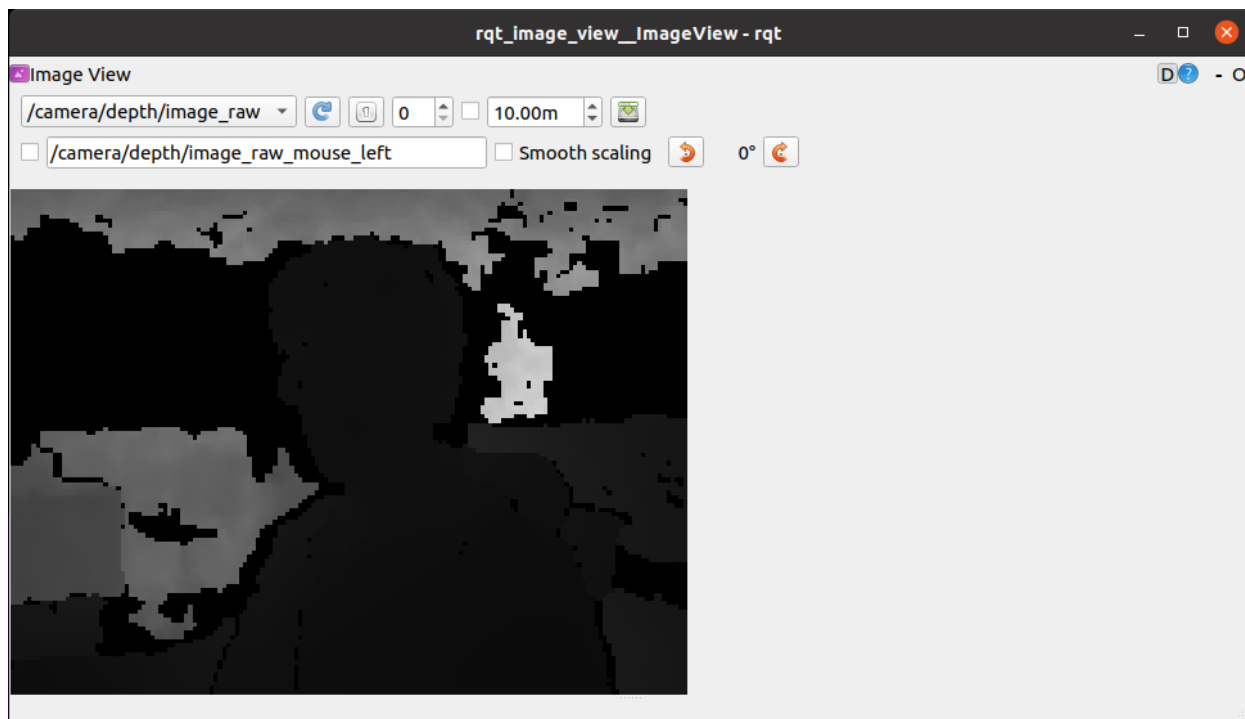 rqt_image_view__ImageView - rqt
Image View D ? - O
/camera/depth/image_raw 0 10.00m
/camera/depth/image_raw_mouse_left Smooth scaling 0°